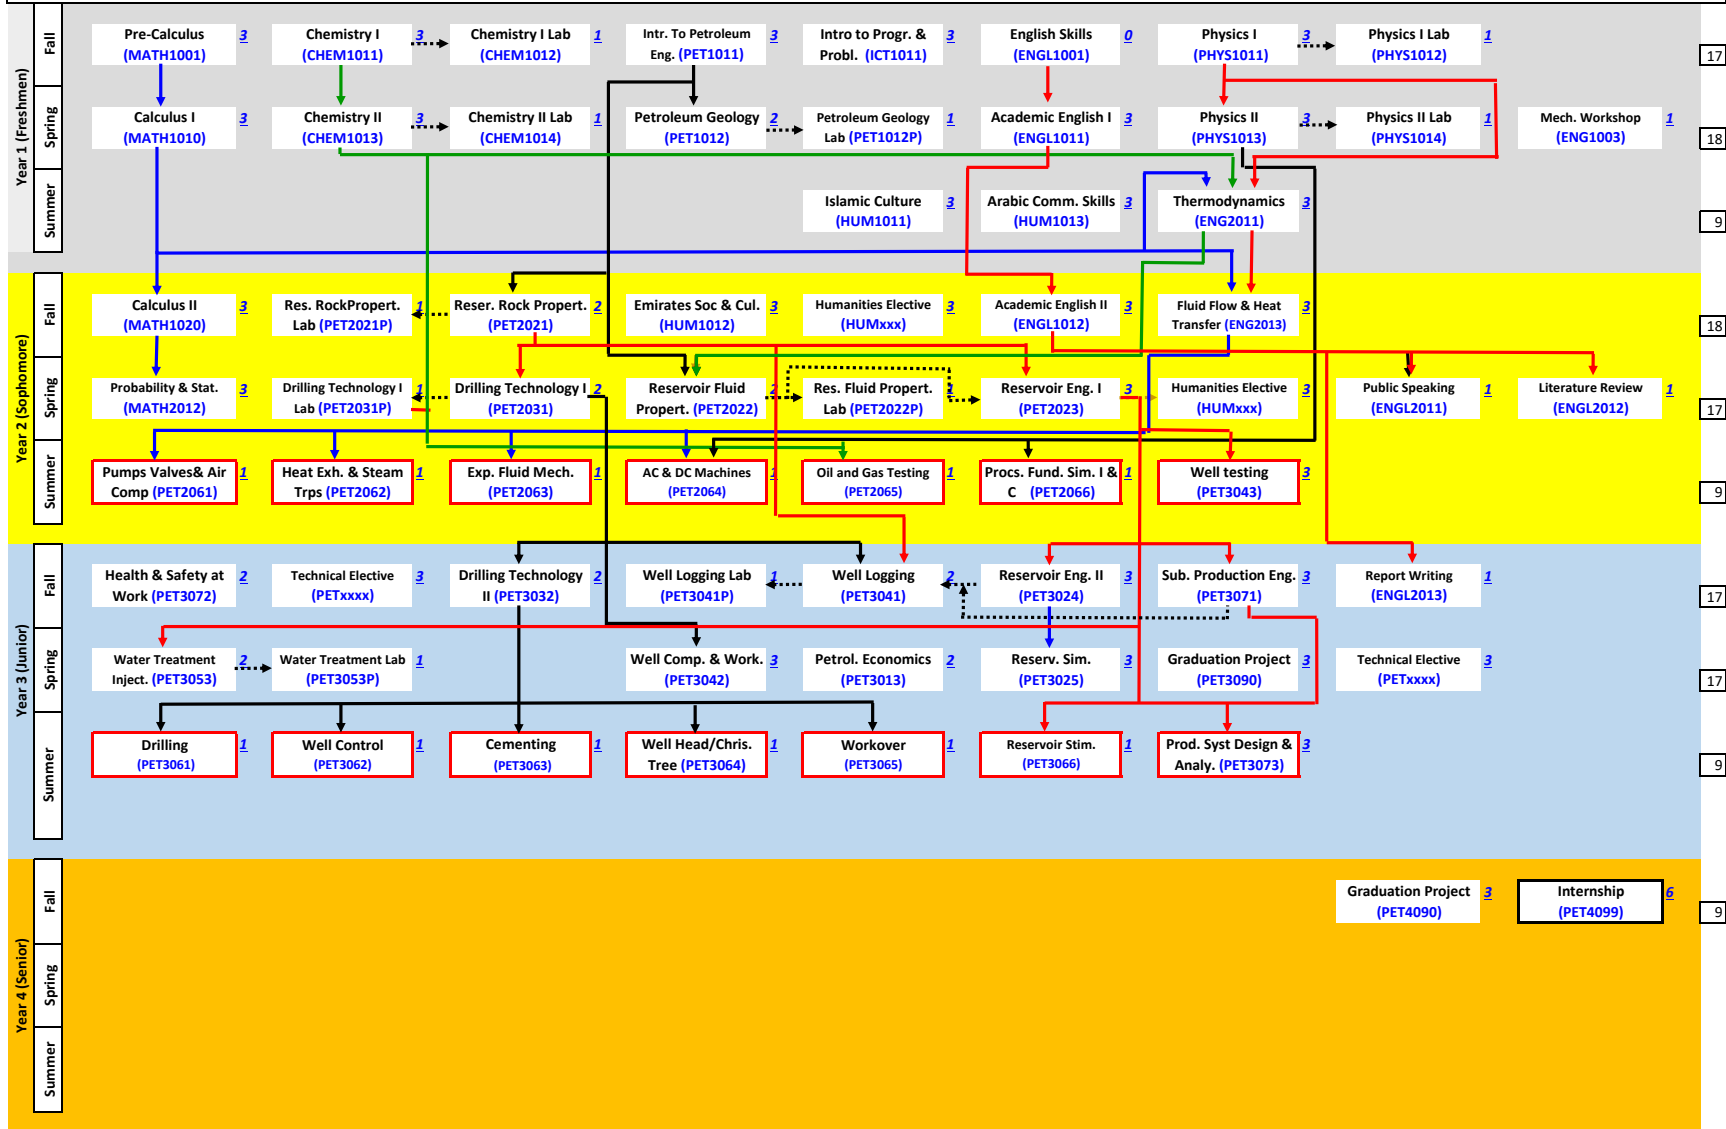 Year 1 (Freshmen)
Fall
Pre-Calculus 3
(MATH1001)
Chemistry I 3
(CHEM1011)
Chemistry I Lab 1
(CHEM1012)
Intr. To Petroleum 3
Eng. (PET1011)
Intro to Progr. & 3
Probl. (ICT1011)
English Skills 0
(ENGL1001)
Physics I 3
(PHYS1011)
Physics I Lab 1
(PHYS1012)
17
Spring
Calculus I 3
(MATH1010)
Chemistry II 3
(CHEM1013)
Chemistry II Lab 1
(CHEM1014)
Petroleum Geology 2
(PET1012)
Petroleum Geology 1
Lab (PET1012P)
Academic English I 3
(ENGL1011)
Physics II 3
(PHYS1013)
Physics II Lab 1
(PHYS1014)
Mech. Workshop 1
(ENG1003)
18
Summer
Islamic Culture 3
(HUM1011)
Arabic Comm. Skills 3
(HUM1013)
Thermodynamics 3
(ENG2011)
9
Year 2 (Sophomore)
Fall
Calculus II 3
(MATH1020)
Res. RockPropert. 1
Lab (PET2021P)
Reser. Rock Propert. 2
(PET2021)
Emirates Soc & Cul. 3
(HUM1012)
Humanities Elective 3
(HUMxxx)
Academic English II 3
(ENGL1012)
Fluid Flow & Heat 3
Transfer (ENG2013)
18
Spring
Probability & Stat. 3
(MATH2012)
Drilling Technology I 1
Lab (PET2031P)
Drilling Technology I 2
(PET2031)
Reservoir Fluid 2
Propert. (PET2022)
Res. Fluid Propert. 1
Lab (PET2022P)
Reservoir Eng. I 3
(PET2023)
Humanities Elective 3
(HUMxxx)
Public Speaking 1
(ENGL2011)
Literature Review 1
(ENGL2012)
17
Summer
Pumps Valves& Air 1
Comp (PET2061)
Heat Exh. & Steam 1
Trps (PET2062)
Exp. Fluid Mech. 1
(PET2063)
AC & DC Machines 1
(PET2064)
Oil and Gas Testing 1
(PET2065)
Procs. Fund. Sim. I & 1
C (PET2066)
Well testing 3
(PET3043)
9
Year 3 (Junior)
Fall
Health & Safety at 2
Work (PET3072)
Technical Elective 3
(PETxxxx)
Drilling Technology 2
II (PET3032)
Well Logging Lab 1
(PET3041P)
Well Logging 2
(PET3041)
Reservoir Eng. II 3
(PET3024)
Sub. Production Eng. 3
(PET3071)
Report Writing 1
(ENGL2013)
17
Spring
Water Treatment 2
Inject. (PET3053)
Water Treatment Lab 1
(PET3053P)
Well Comp. & Work. 3
(PET3042)
Petrol. Economics 2
(PET3013)
Reserv. Sim. 3
(PET3025)
Graduation Project 3
(PET3090)
Technical Elective 3
(PETxxxx)
17
Summer
Drilling 1
(PET3061)
Well Control 1
(PET3062)
Cementing 1
(PET3063)
Well Head/Chris. 1
Tree (PET3064)
Workover 1
(PET3065)
Reservoir Stim. 1
(PET3066)
Prod. Syst Design & 3
Analy. (PET3073)
9
Year 4 (Senior)
Fall
Graduation Project 3
(PET4090)
Internship 6
(PET4099)
9
Spring
Summer